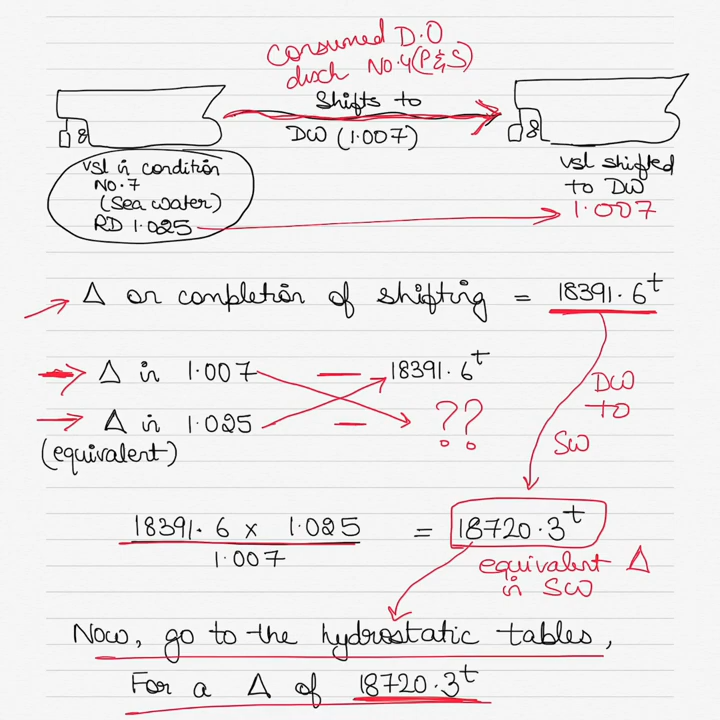 Consumed D.O
disch No.4(P&S)
Shifts to
DW (1.007)
vsl in condition
No.7
(Sea water)
RD 1.025
vsl shifted
to DW
1.007
Δ on completion of shifting = 18391.6t
Δ in 1.007 — 18391.6t
Δ in 1.025 — ??
(equivalent)
DW
to
SW
18391.6 x 1.025
1.007
= 18720.3t
equivalent Δ
in SW
Now, go to the hydrostatic tables,
For a Δ of 18720.3t